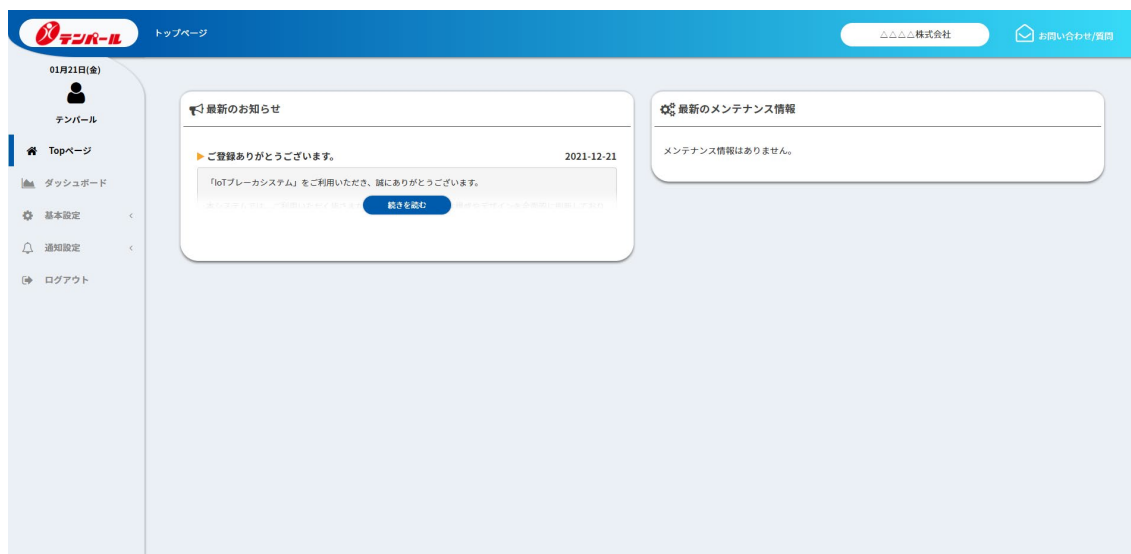 テンパール
トップページ
△△△△株式会社
お問い合わせ/質問
01月21日(金)
テンパール
Topページ
ダッシュボード
基本設定
通知設定
ログアウト
最新のお知らせ
ご登録ありがとうございます。 2021-12-21
「IoTブレーカシステム」をご利用いただき、誠にありがとうございます。
続きを読む
最新のメンテナンス情報
メンテナンス情報はありません。